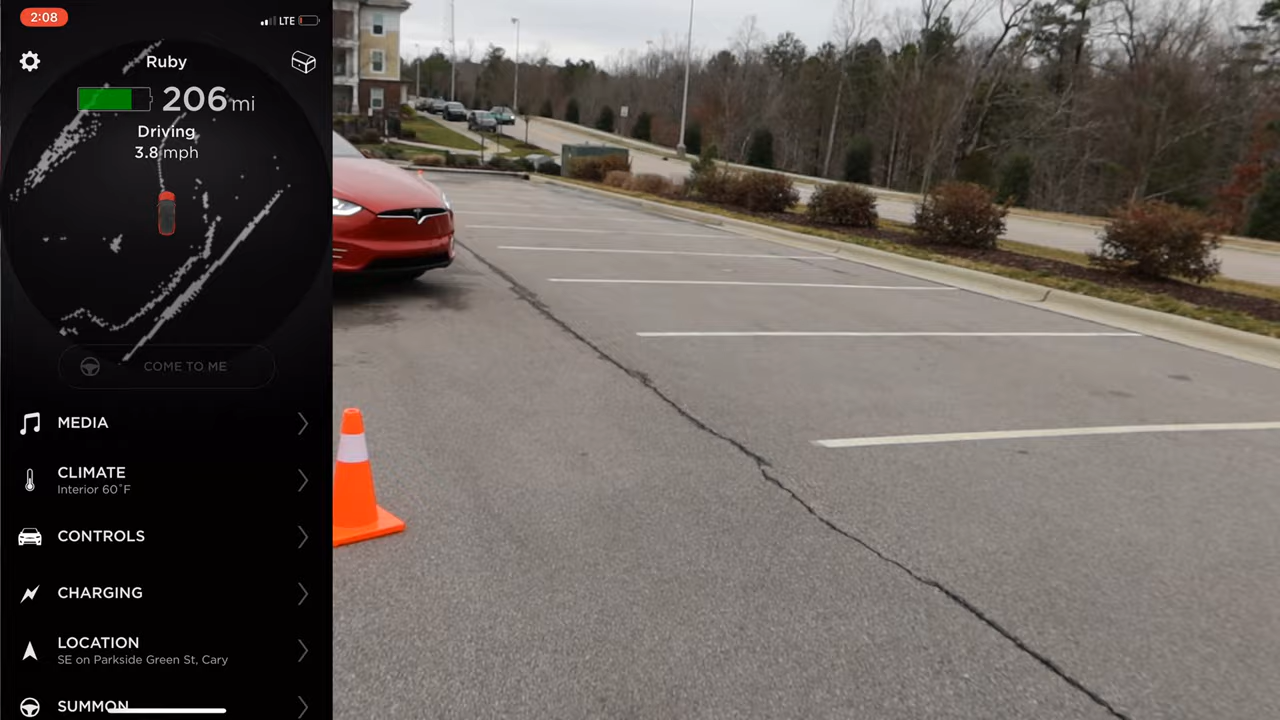 2:08
LTE
Ruby
206 mi
Driving
3.8 mph
COME TO ME
MEDIA
CLIMATE
Interior 60°F
CONTROLS
CHARGING
LOCATION
SE on Parkside Green St, Cary
SUMMON